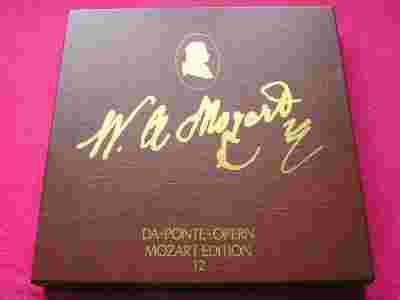 W. A. Mozart
DA-PONTE-OPERN
MOZART EDITION
12